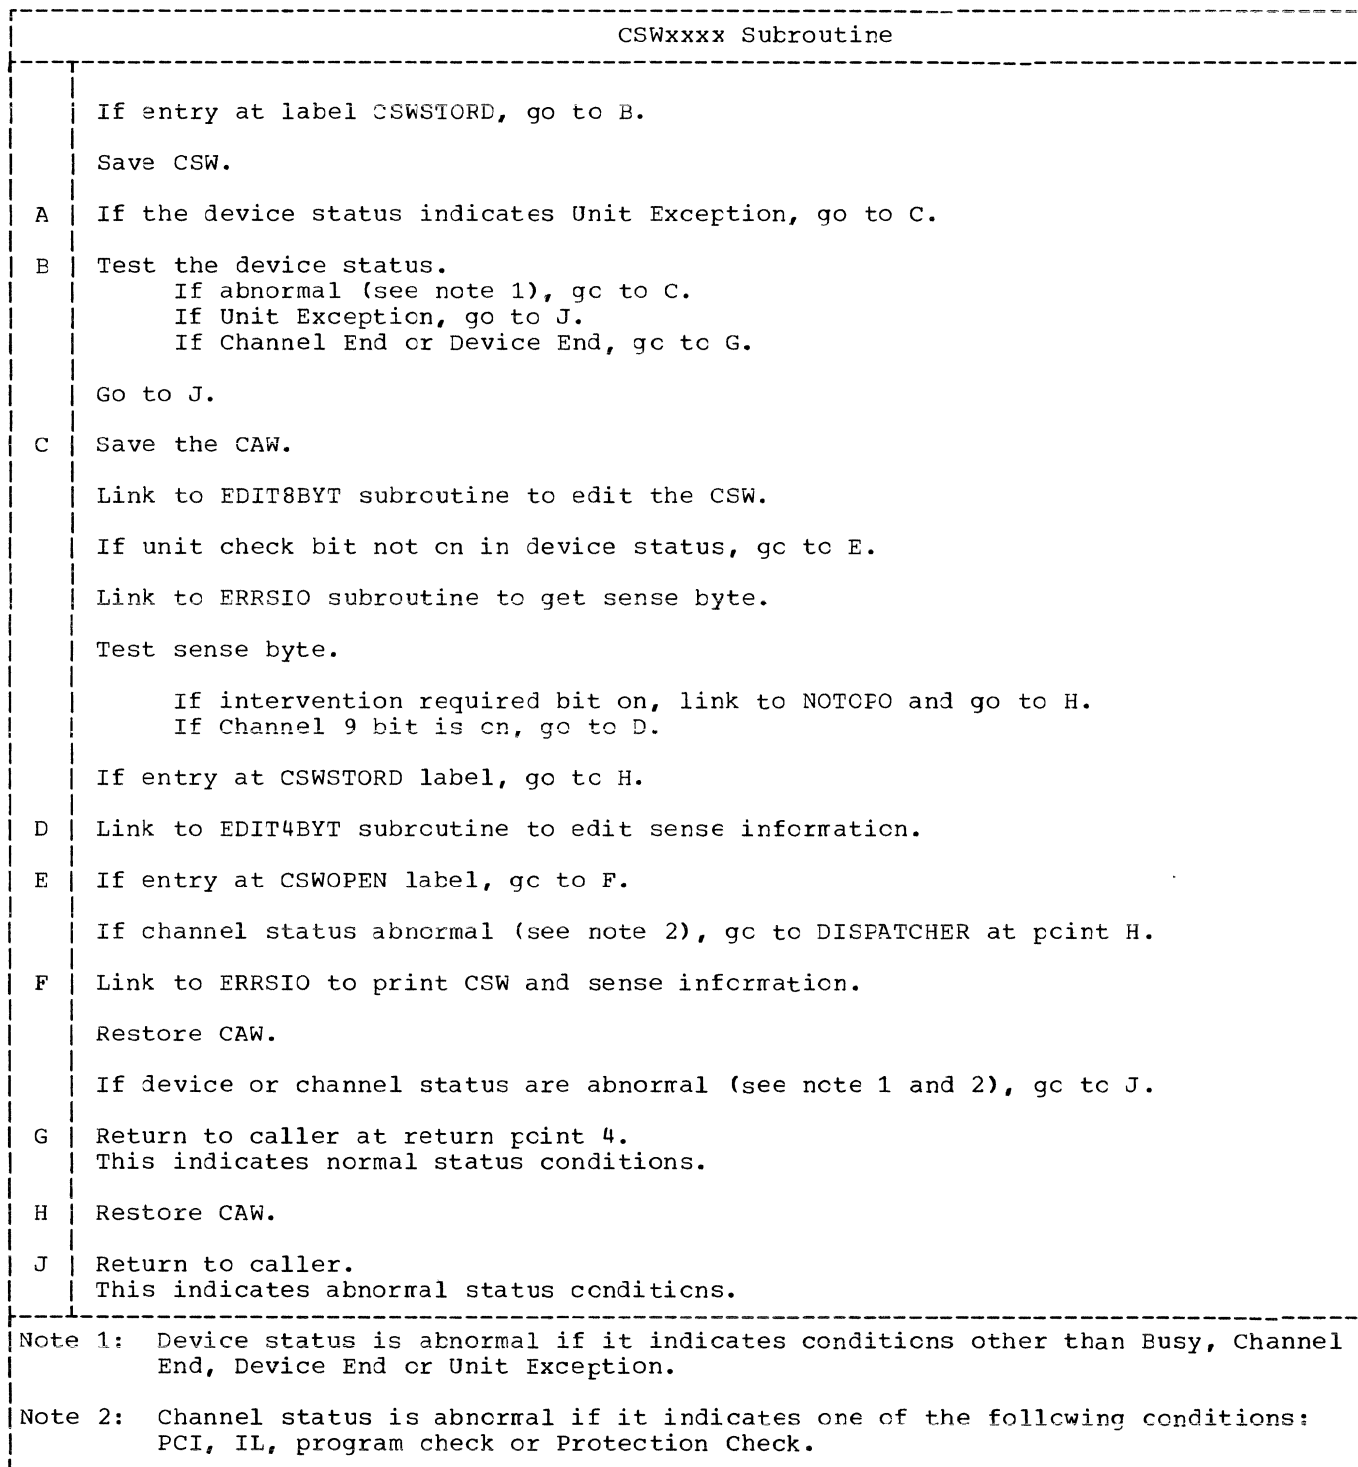 CSWxxxx Subroutine
If entry at label CSWSTORD, go to B.
Save CSW.
A If the device status indicates Unit Exception, go to C.
B Test the device status.
If abnormal (see note 1), go to C.
If Unit Exception, go to J.
If Channel End or Device End, go to G.
Go to J.
C Save the CAW.
Link to EDIT8BYT subroutine to edit the CSW.
If unit check bit not on in device status, go to E.
Link to ERRSIO subroutine to get sense byte.
Test sense byte.
If intervention required bit on, link to NOTOPO and go to H.
If Channel 9 bit is on, go to D.
If entry at CSWSTORD label, go to H.
D Link to EDIT4BYT subroutine to edit sense information.
E If entry at CSWOPEN label, go to F.
If channel status abnormal (see note 2), go to DISPATCHER at point H.
F Link to ERRSIO to print CSW and sense information.
Restore CAW.
If device or channel status are abnormal (see note 1 and 2), go to J.
G Return to caller at return point 4.
This indicates normal status conditions.
H Restore CAW.
J Return to caller.
This indicates abnormal status conditions.
Note 1: Device status is abnormal if it indicates conditions other than Busy, Channel
End, Device End or Unit Exception.
Note 2: Channel status is abnormal if it indicates one of the following conditions:
PCI, IL, program check or Protection Check.